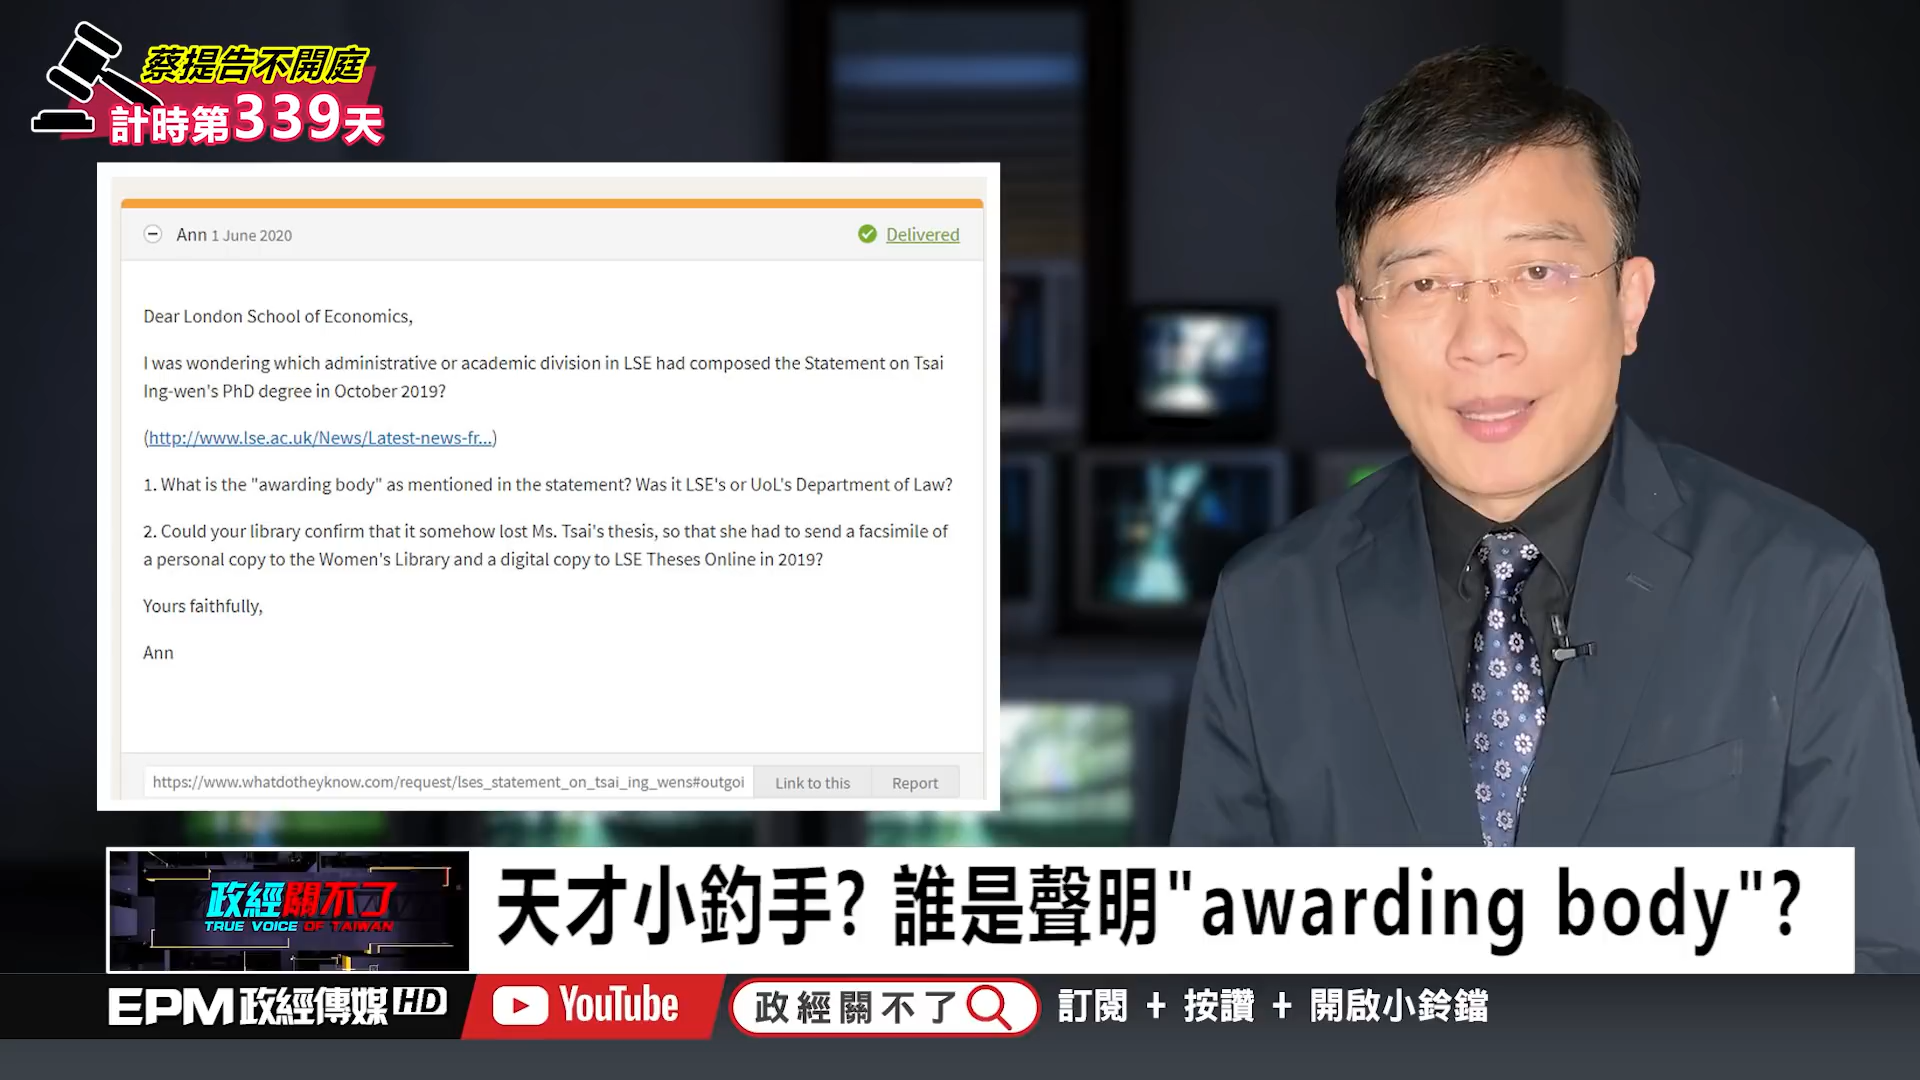 蔡提告不開庭
計時第339天
Ann 1 June 2020
Delivered
Dear London School of Economics,
I was wondering which administrative or academic division in LSE had composed the Statement on Tsai
Ing-wen's PhD degree in October 2019?
(http://www.lse.ac.uk/News/Latest-news-fr...)
1. What is the "awarding body" as mentioned in the statement? Was it LSE's or UoL's Department of Law?
2. Could your library confirm that it somehow lost Ms. Tsai's thesis, so that she had to send a facsimile of
a personal copy to the Women's Library and a digital copy to LSE Theses Online in 2019?
Yours faithfully,
Ann
https://www.whatdotheyknow.com/request/lses_statement_on_tsai_ing_wens#outgoi
Link to this
Report
政經關不了
TRUE VOICE OF TAIWAN
天才小釣手? 誰是聲明"awarding body"?
EPM政經傳媒HD
YouTube
政經關不了
訂閱 + 按讚 + 開啟小鈴鐺